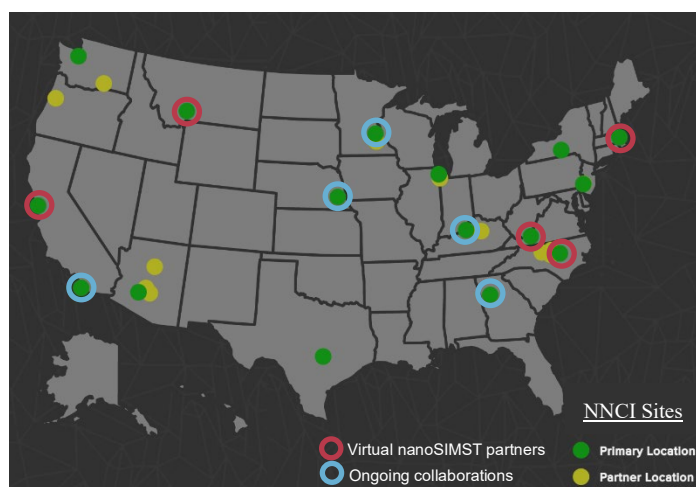 NNCI Sites
Virtual nanoSIMST partners
Primary Location
Ongoing collaborations
Partner Location